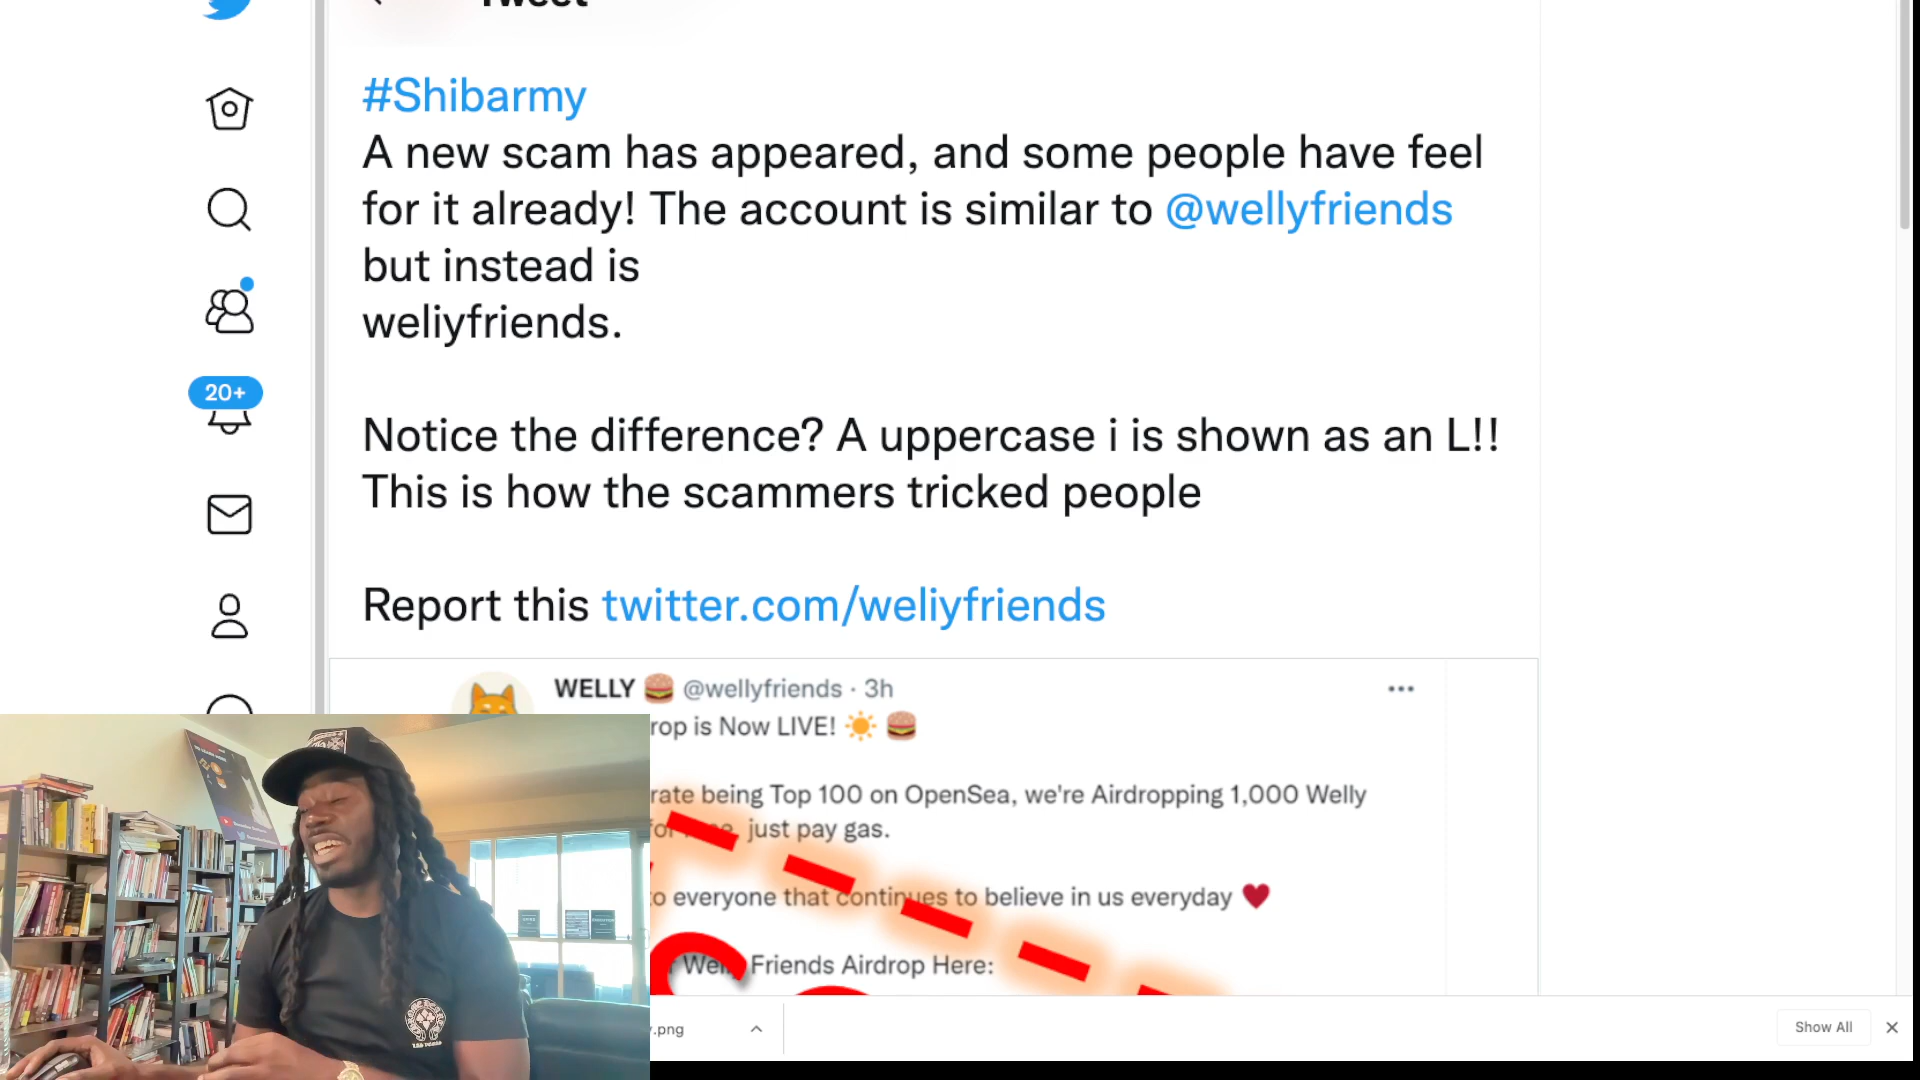 Tweet
#Shibarmy
A new scam has appeared, and some people have feel
for it already! The account is similar to @wellyfriends
but instead is
weliyfriends.
20+
Notice the difference? A uppercase i is shown as an L!!
This is how the scammers tricked people
Report this twitter.com/weliyfriends
WELLY 🍔 @wellyfriends · 3h
rop is Now LIVE! ☀️ 🍔
rate being Top 100 on OpenSea, we're Airdropping 1,000 Welly
just pay gas.
o everyone that continues to believe in us everyday ❤️
Friends Airdrop Here:
.png
Show All